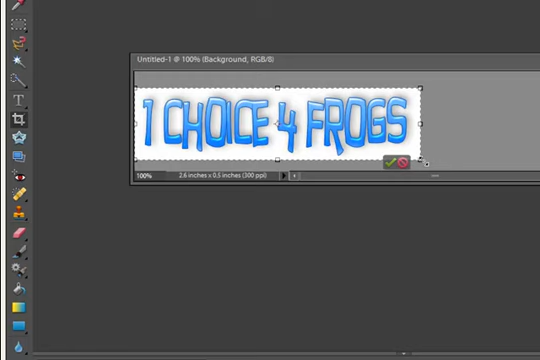 Untitled-1 @ 100% (Background, RGB/8)
1 CHOICE 4 FROGS
100% 2.6 inches x 0.5 inches (300 ppi)